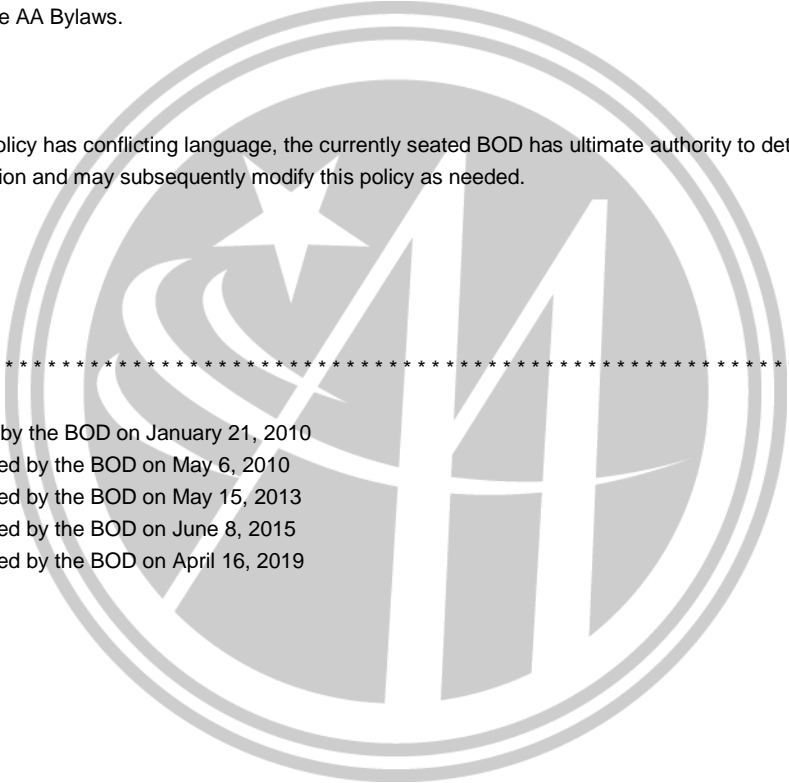 e AA Bylaws.
olicy has conflicting language, the currently seated BOD has ultimate authority to det
ion and may subsequently modify this policy as needed.
* * * * * * * * * * * * * * * * * * * * * * * * * * * * * * * * * * * * * * * * * * * * * * * * * * * * * * *
by the BOD on January 21, 2010
ed by the BOD on May 6, 2010
ed by the BOD on May 15, 2013
ed by the BOD on June 8, 2015
ed by the BOD on April 16, 2019